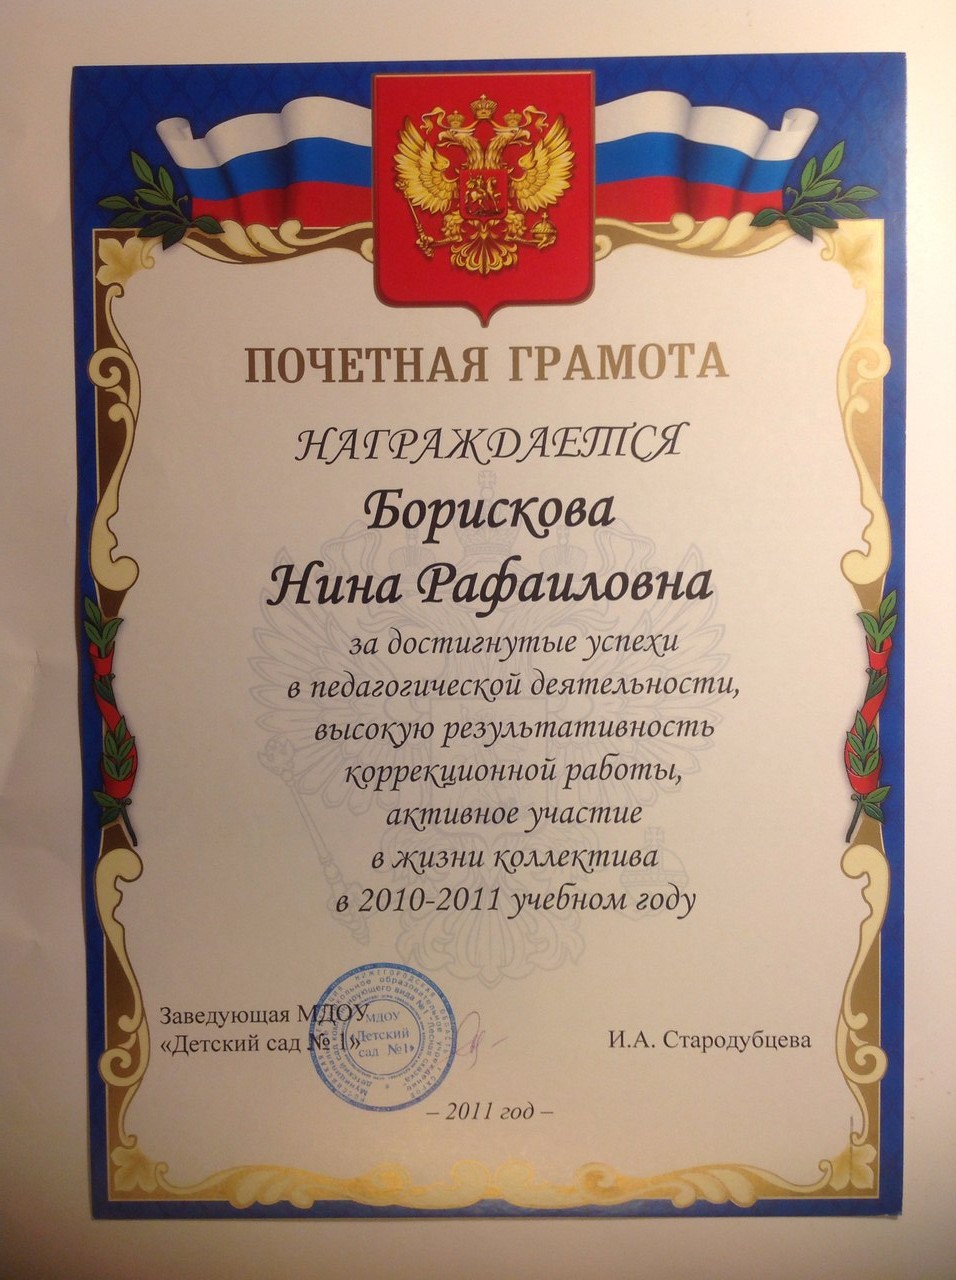 ПОЧЕТНАЯ ГРАМОТА
НАГРАЖДАЕТСЯ
Борискова
Нина Рафаиловна
за достигнутые успехи
в педагогической деятельности,
высокую результативность
коррекционной работы,
активное участие
в жизни коллектива
в 2010-2011 учебном году
Заведующая МДОУ
«Детский сад № 1»
И.А. Стародубцева
МДОУ
«Детский
сад №1»
– 2011 год –